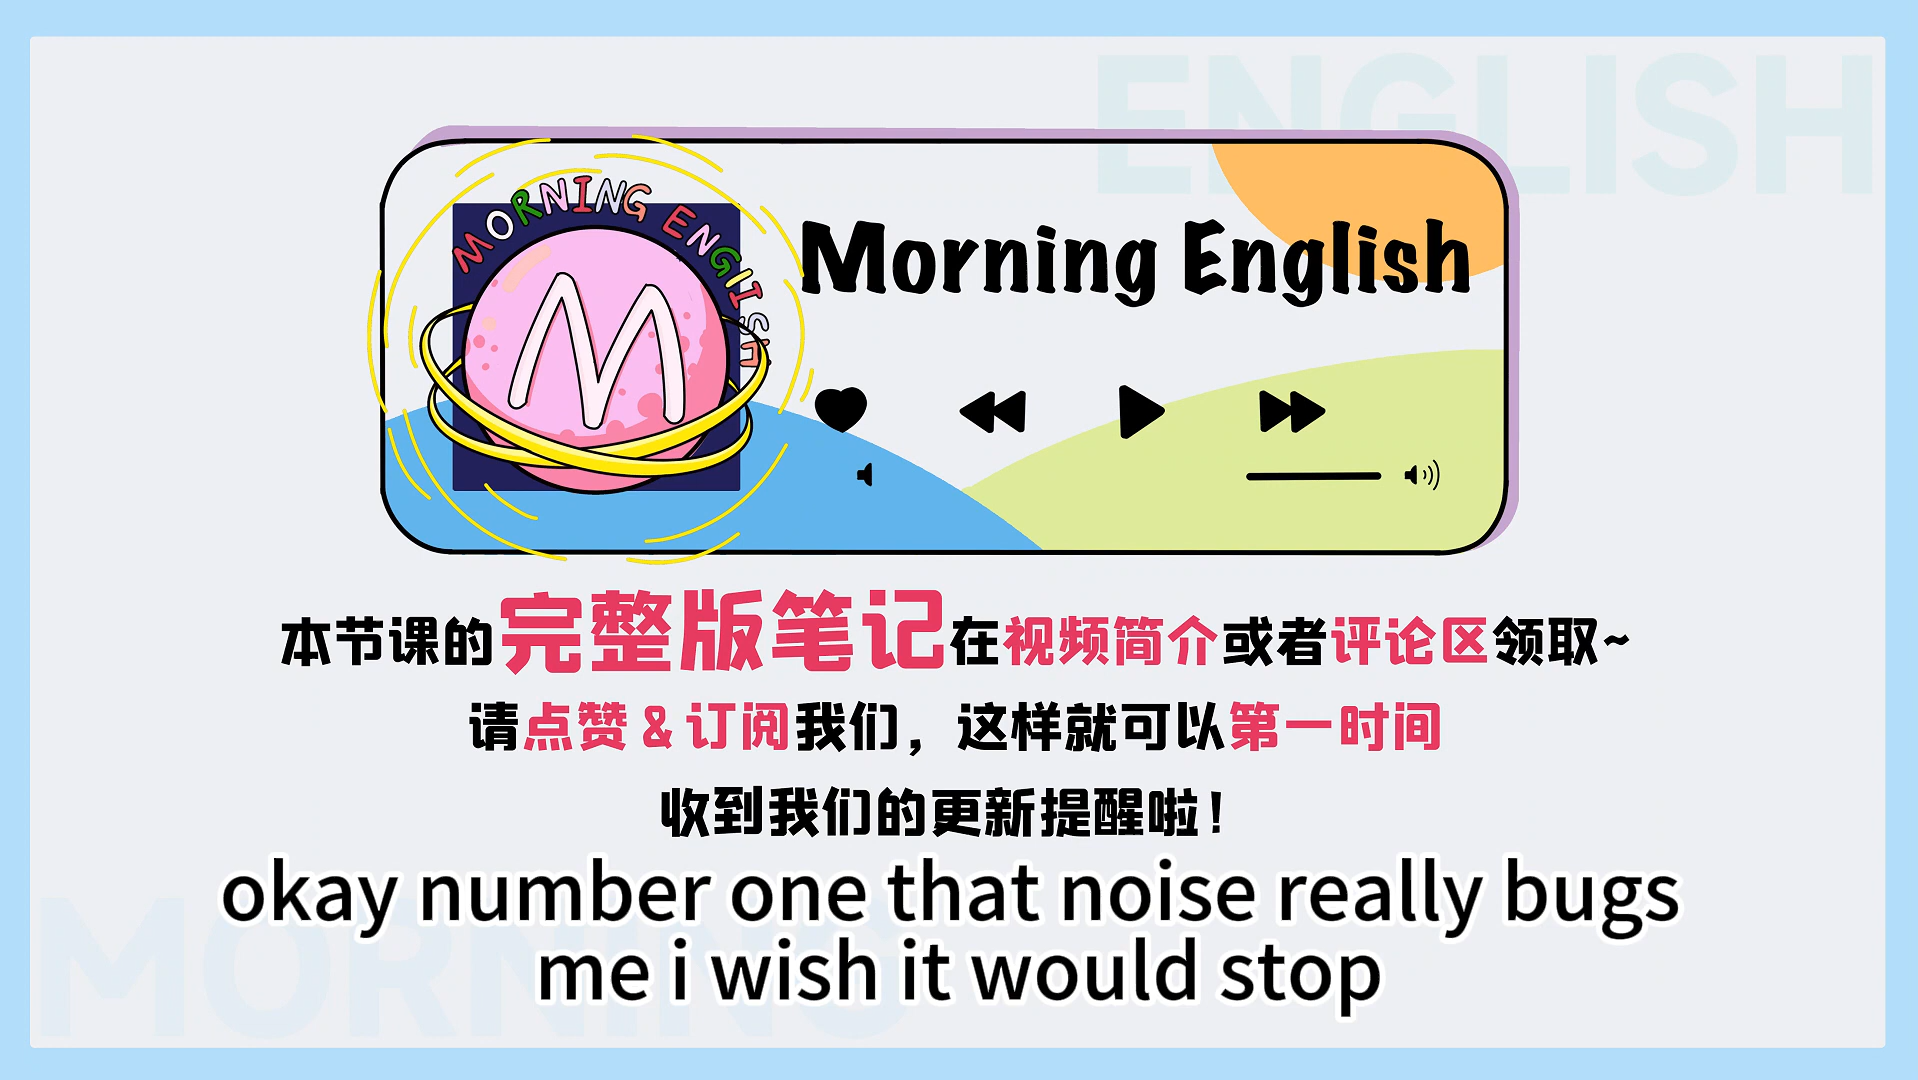 ENGLISH
MORNING ENGLISH
M
Morning English
本节课的完整版笔记在视频简介或者评论区领取~
请点赞&订阅我们，这样就可以第一时间
收到我们的更新提醒啦！
MORNING
okay number one that noise really bugs
me i wish it would stop